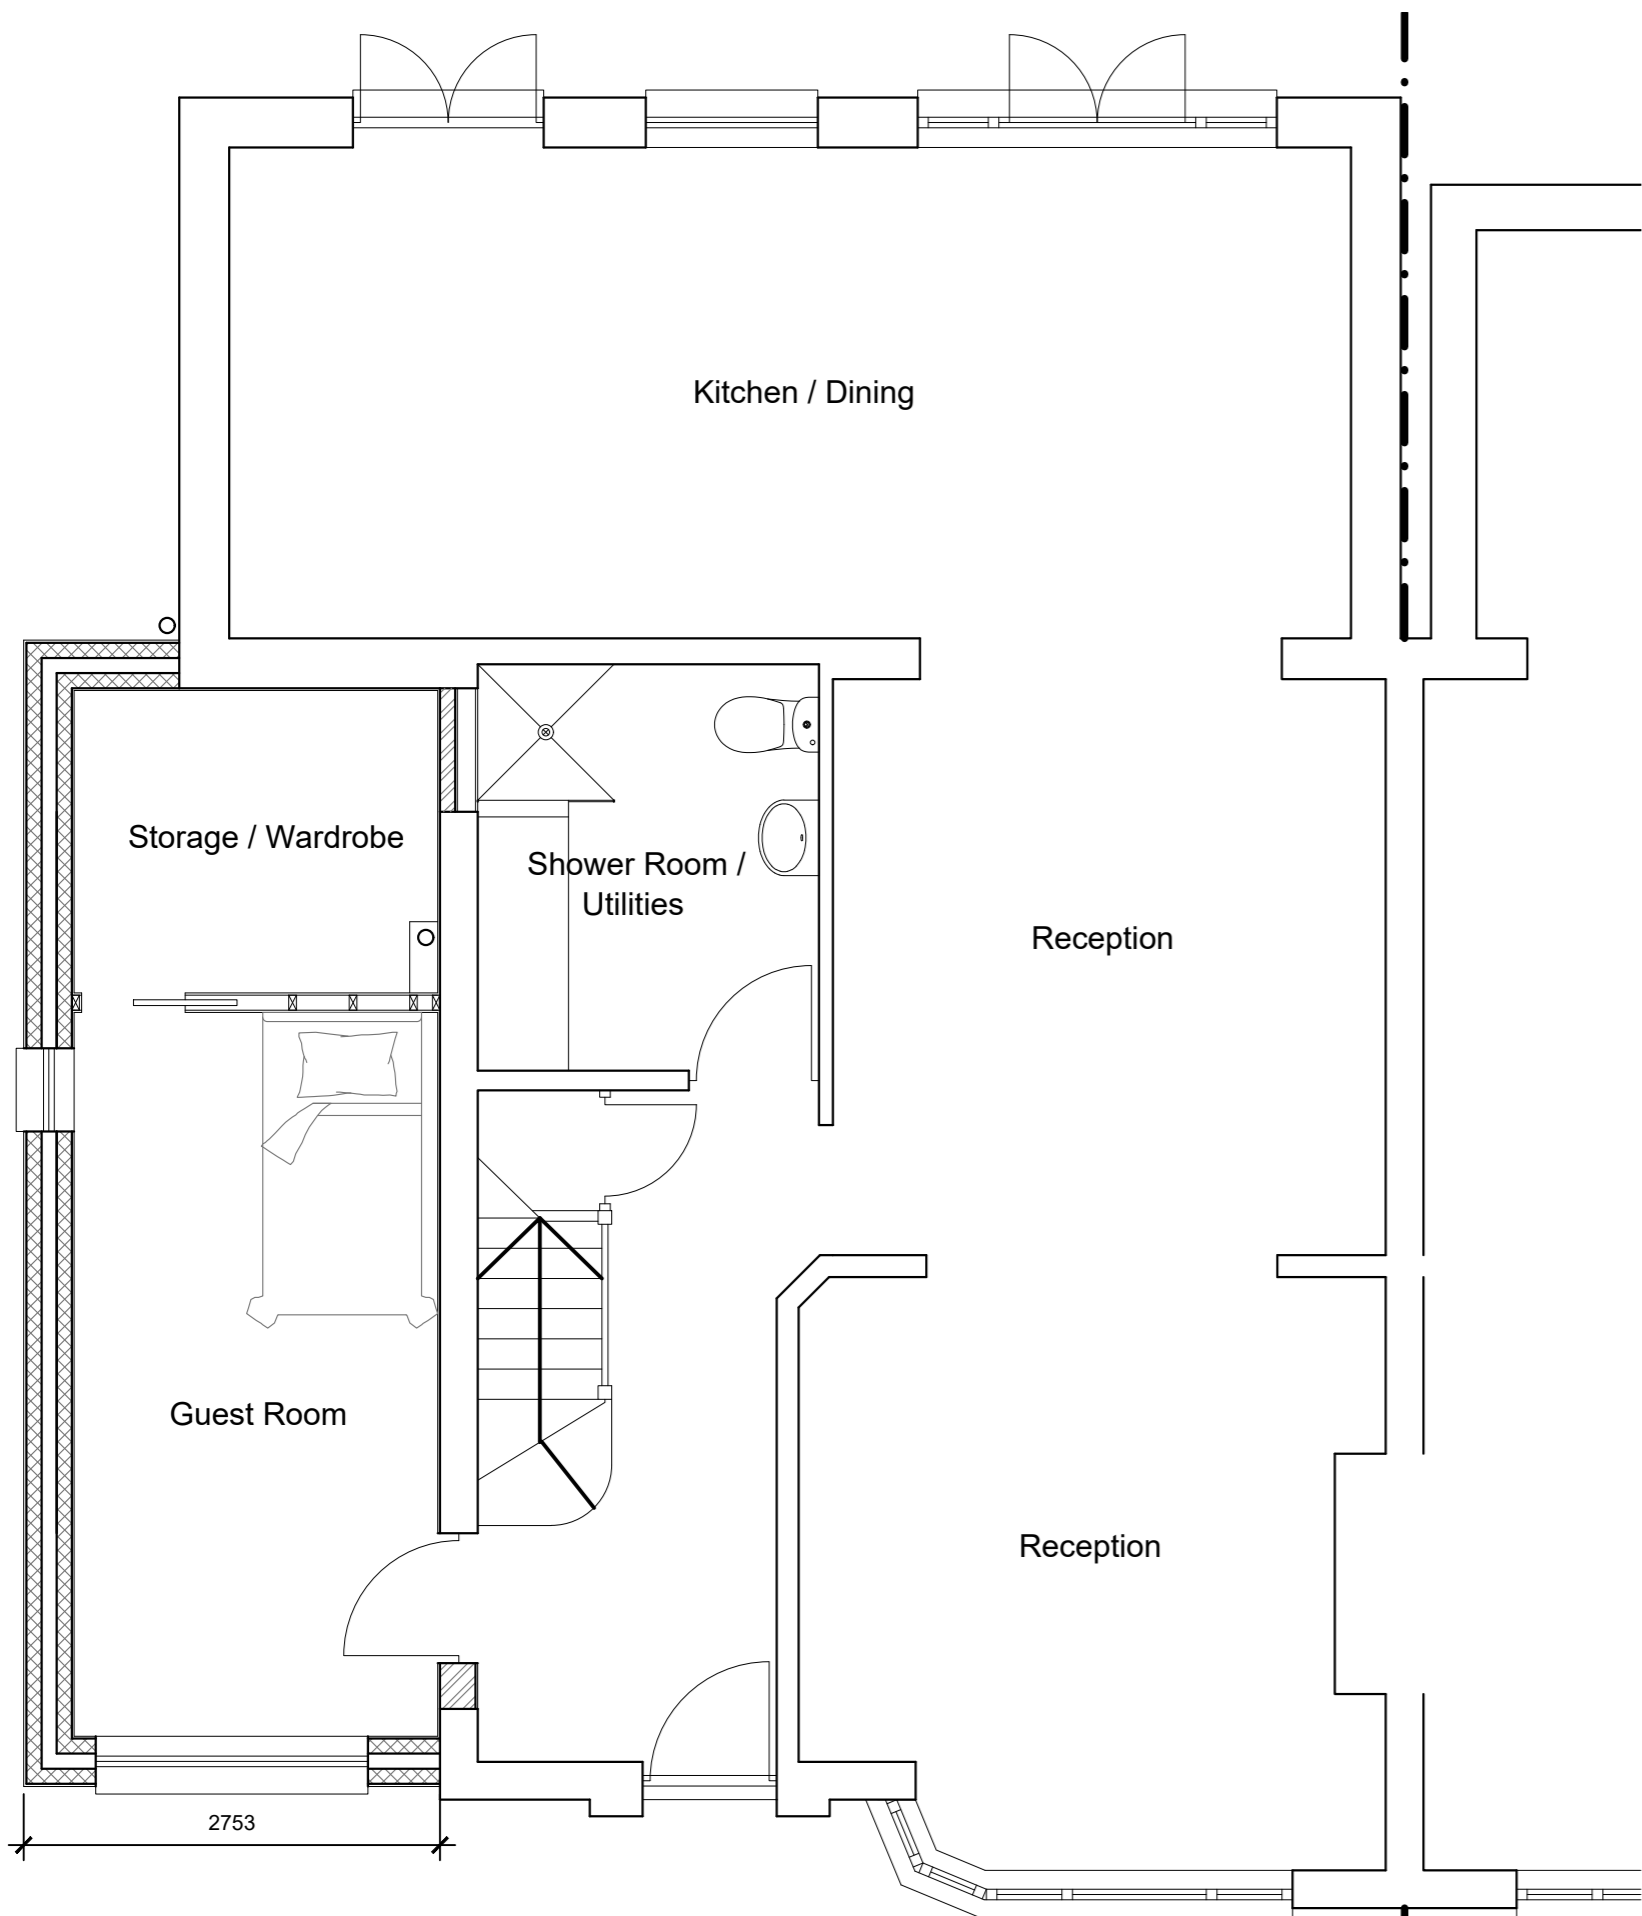 Kitchen / Dining
Storage / Wardrobe
Shower Room /
Utilities
Reception
Guest Room
Reception
2753